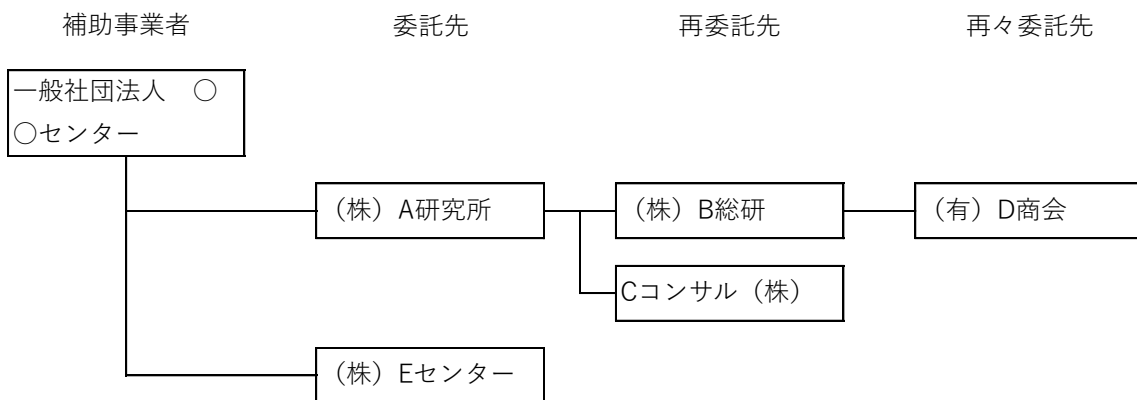 補助事業者 委託先 再委託先 再々委託先
一般社団法人　○
○センター
（株）A研究所 （株）B総研 （有）D商会
Cコンサル（株）
（株）Eセンター